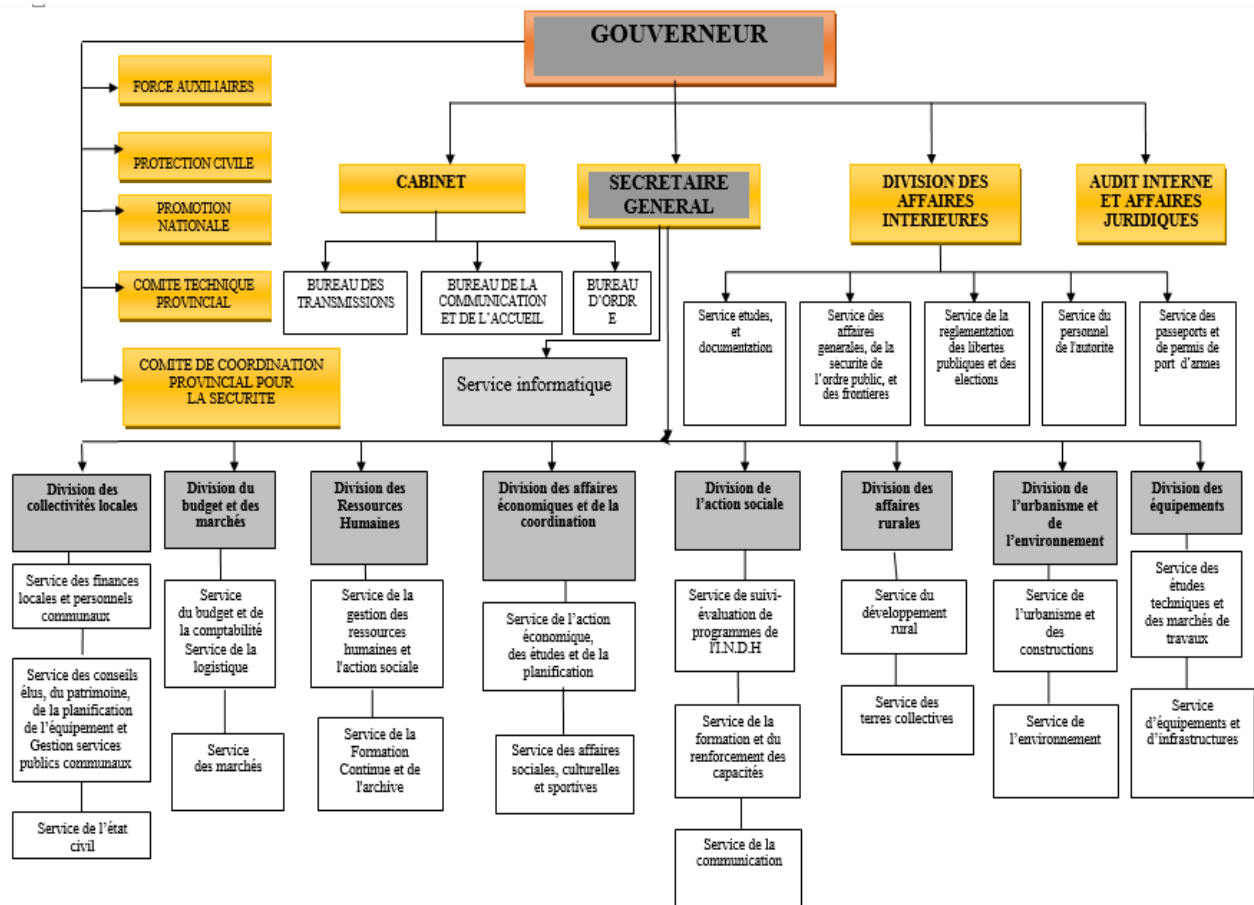 GOUVERNEUR
FORCE AUXILIAIRES
PROTECTION CIVILE
PROMOTION
NATIONALE
COMITE TECHNIQUE
PROVINCIAL
COMITE DE COORDINATION
PROVINCIAL POUR
LA SECURITE
CABINET
SECRETAIRE
GENERAL
DIVISION DES
AFFAIRES
INTERIEURES
AUDIT INTERNE
ET AFFAIRES
JURIDIQUES
BUREAU DES
TRANSMISSIONS
BUREAU DE LA
COMMUNICATION
ET DE L'ACCUEIL
BUREAU
D'ORDR
E
Service informatique
Service études,
et
documentation
Service des
affaires
generales, de la
securite de
l'ordre public, et
des frontières
Service de la
règlementation
des libertes
publiques et des
elections
Service du
personnel
de l'autorite
Service des
passeports et
de permis de
port d'armes
Division des
collectivités locales
Service des finances
locales et personnels
communaux
Service des conseils
élus, du patrimoine,
de la planification
de l'équipement et
Gestion services
publics communaux
Service de l'état
civil
Division du
budget et des
marchés
Service
du budget et de
la comptabilité
Service de la
logistique
Service
des marchés
Division des
Ressources
Humaines
Service de la
gestion des
ressources
humaines et
l'action sociale
Service de la
Formation
Continue et de
l'archive
Division des affaires
économiques et de la
coordination
Service de l'action
économique,
des études et de la
planification
Service des affaires
sociales, culturelles
et sportives
Division de
l'action sociale
Service de suivi-
évaluation de
programmes de
l'I.N.D.H
Service de la
formation et du
renforcement des
capacités
Service de la
communication
Division des
affaires
rurales
Service du
développement
rural
Service des
terres collectives
Division de
l'urbanisme et
de
l'environnement
Service de
l'urbanisme et
des
constructions
Service de
l'environnement
Division des
équipements
Service des
études
techniques et
des marchés de
travaux
Service
d'équipements et
d'infrastructures